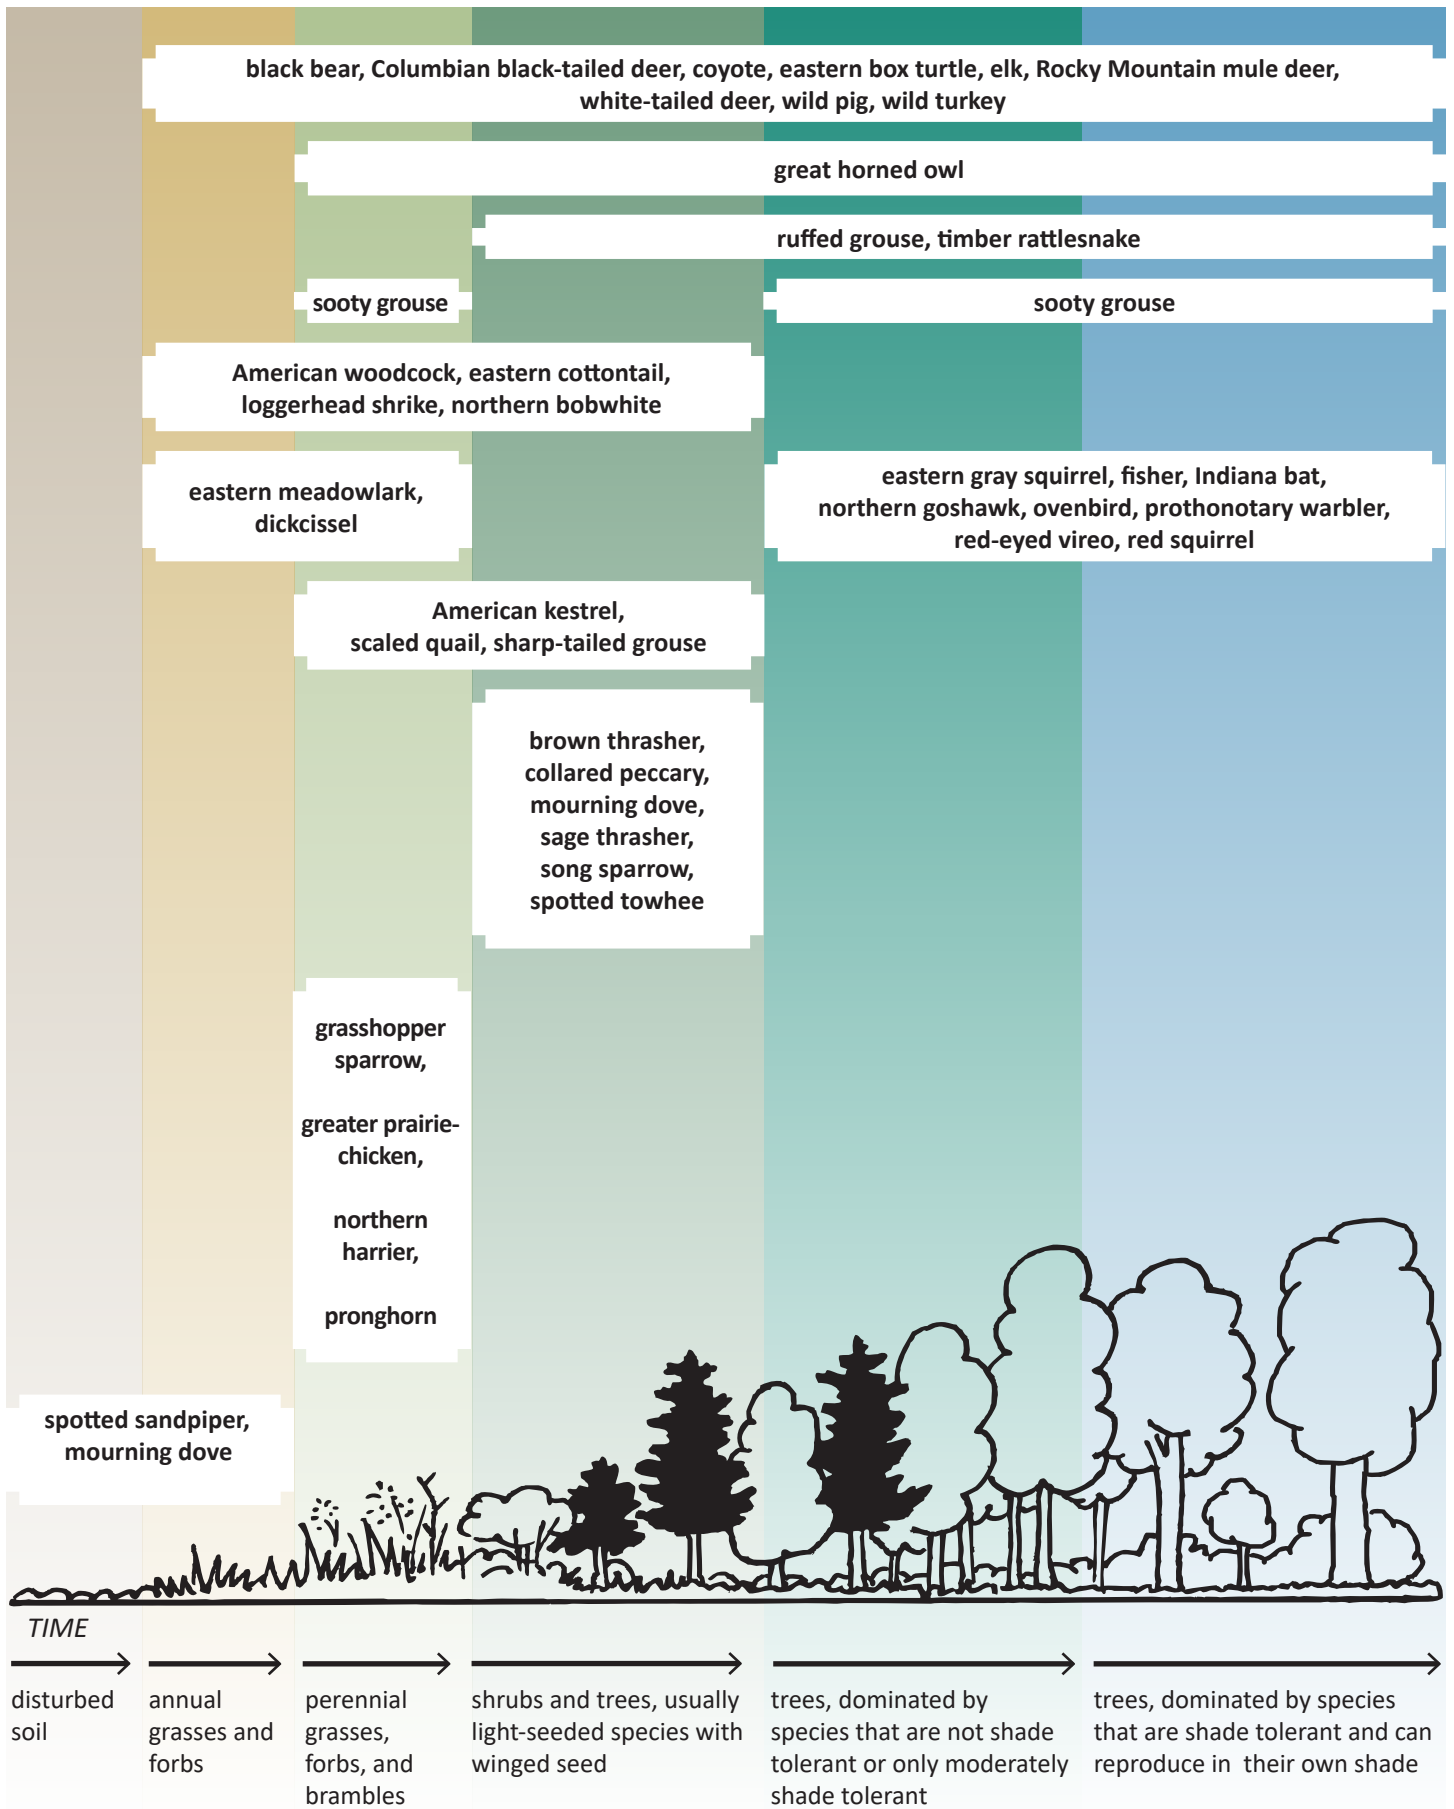 black bear, Columbian black-tailed deer, coyote, eastern box turtle, elk, Rocky Mountain mule deer,
white-tailed deer, wild pig, wild turkey
great horned owl
ruffed grouse, timber rattlesnake
sooty grouse
sooty grouse
American woodcock, eastern cottontail,
loggerhead shrike, northern bobwhite
eastern meadowlark,
dickcissel
eastern gray squirrel, fisher, Indiana bat,
northern goshawk, ovenbird, prothonotary warbler,
red-eyed vireo, red squirrel
American kestrel,
scaled quail, sharp-tailed grouse
brown thrasher,
collared peccary,
mourning dove,
sage thrasher,
song sparrow,
spotted towhee
grasshopper
sparrow,
greater prairie-
chicken,
northern
harrier,
pronghorn
spotted sandpiper,
mourning dove
TIME
disturbed
soil
annual
grasses and
forbs
perennial
grasses,
forbs, and
brambles
shrubs and trees, usually
light-seeded species with
winged seed
trees, dominated by
species that are not shade
tolerant or only moderately
shade tolerant
trees, dominated by species
that are shade tolerant and can
reproduce in their own shade